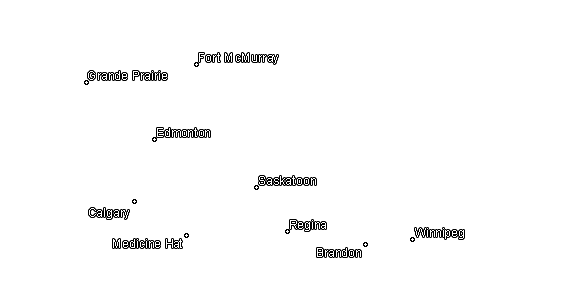 Fort McMurray
Grande Prairie
Edmonton
Saskatoon
Calgary
Regina
Winnipeg
Medicine Hat
Brandon